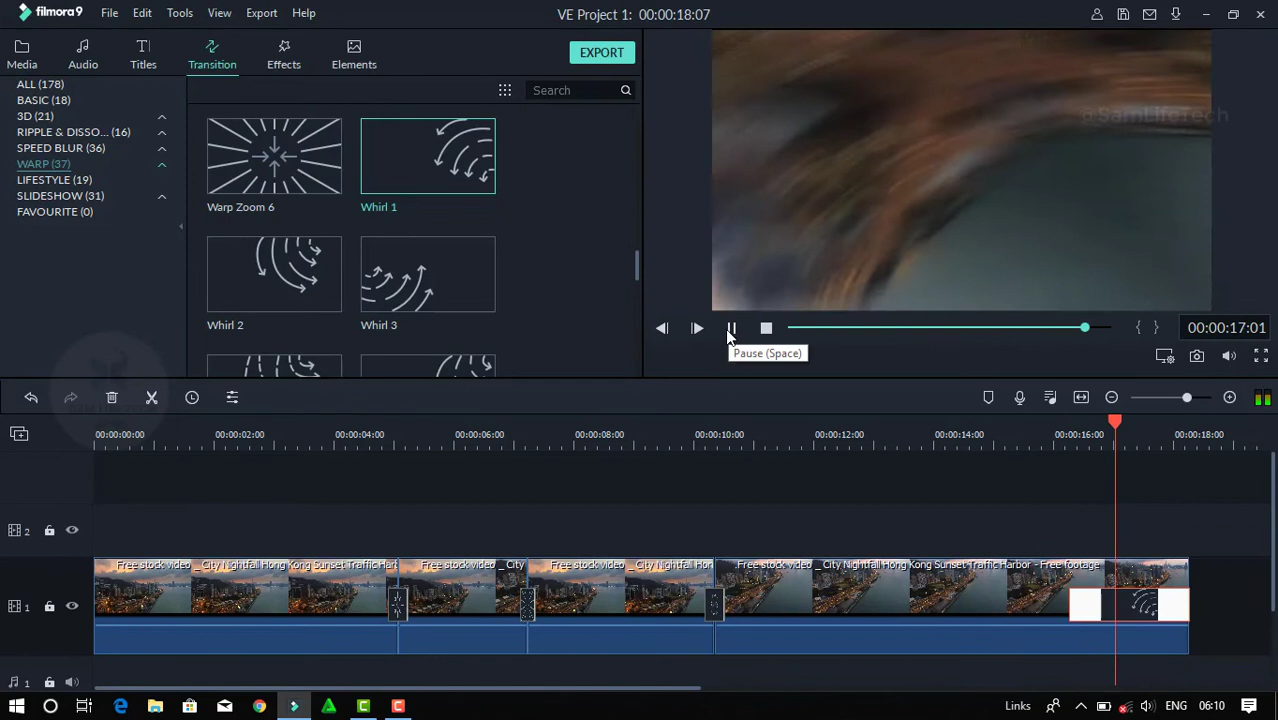 filmora9
File
Edit
Tools
View
Export
Help
VE Project 1: 00:00:18:07
Media
Audio
Titles
Transition
Effects
Elements
EXPORT
ALL (178)
BASIC (18)
3D (21)
RIPPLE & DISSO... (16)
SPEED BLUR (36)
WARP (37)
LIFESTYLE (19)
SLIDESHOW (31)
FAVOURITE (0)
Search
Warp Zoom 6
Whirl 1
Whirl 2
Whirl 3
@SamLifeTech
00:00:17:01
Pause (Space)
00:00:00:00
00:00:02:00
00:00:04:00
00:00:06:00
00:00:08:00
00:00:10:00
00:00:12:00
00:00:14:00
00:00:16:00
00:00:18:00
2
Free stock video _ City Nightfall Hong Kong Sunset Traffic Har
Free stock video _ City
Free stock video _ City Nightfall Hon
Free stock video _ City Nightfall Hong Kong Sunset Traffic Harbor - Free footage
1
1
Links
ENG
06:10